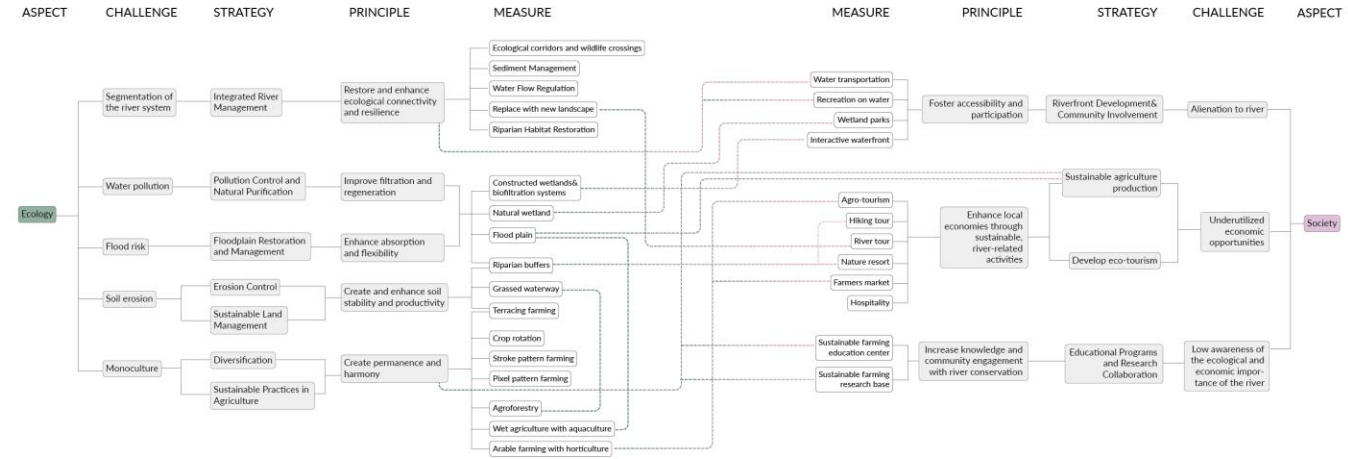 ASPECT
CHALLENGE
STRATEGY
PRINCIPLE
MEASURE
MEASURE
PRINCIPLE
STRATEGY
CHALLENGE
ASPECT
Ecology
Segmentation of
the river system
Integrated River
Management
Restore and enhance
ecological connectivity
and resilience
Ecological corridors and wildlife crossings
Sediment Management
Water Flow Regulation
Replace with new landscape
Riparian Habitat Restoration
Water pollution
Pollution Control and
Natural Purification
Improve filtration and
regeneration
Flood risk
Floodplain Restoration
and Management
Enhance absorption
and flexibility
Constructed wetlands&
biofiltration systems
Natural wetland
Flood plain
Riparian buffers
Soil erosion
Erosion Control
Sustainable Land
Management
Create and enhance soil
stability and productivity
Grassed waterway
Terracing farming
Monoculture
Diversification
Sustainable Practices in
Agriculture
Create permanence and
harmony
Crop rotation
Stroke pattern farming
Pixel pattern farming
Agroforestry
Wet agriculture with aquaculture
Arable farming with horticulture
Water transportation
Recreation on water
Wetland parks
Interactive waterfront
Foster accessibility and
participation
Riverfront Development&
Community Involvement
Alienation to river
Agro-tourism
Hiking tour
River tour
Nature resort
Farmers market
Hospitality
Enhance local
economies through
sustainable,
river-related
activities
Sustainable agriculture
production
Develop eco-tourism
Underutilized
economic
opportunities
Society
Sustainable farming
education center
Sustainable farming
research base
Increase knowledge and
community engagement
with river conservation
Educational Programs
and Research
Collaboration
Low awareness of
the ecological and
economic impor-
tance of the river